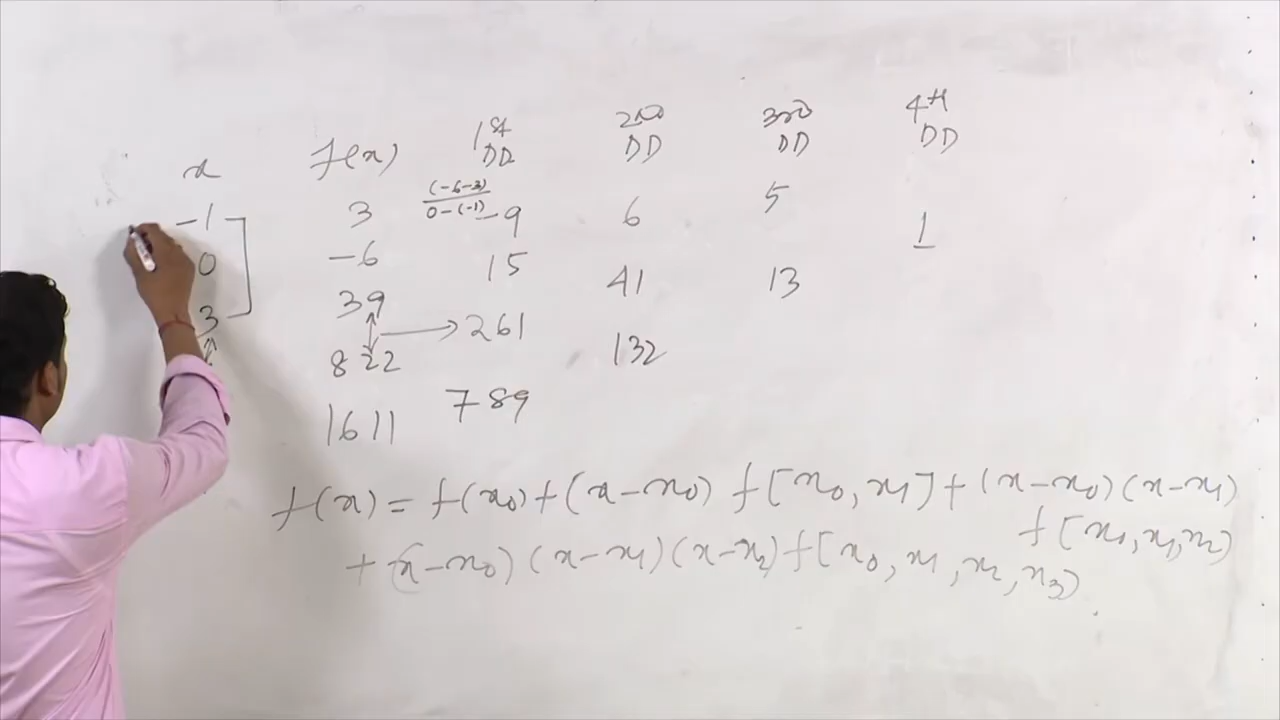 x f(x) 1st DD 2nd DD 3rd DD 4th DD
-1 3 (-6-3)/0-(-1) -9 6 5 1
0 -6 15 41 13
3 39 → 261 132
822 789
1611
f(x) = f(x0) + (x-x0) f[x0, x1] + (x-x0)(x-x1)
f[x0, x1, x2)
+ (x-x0) (x-x1) (x-x2) f[x0, x1, x2, x3)